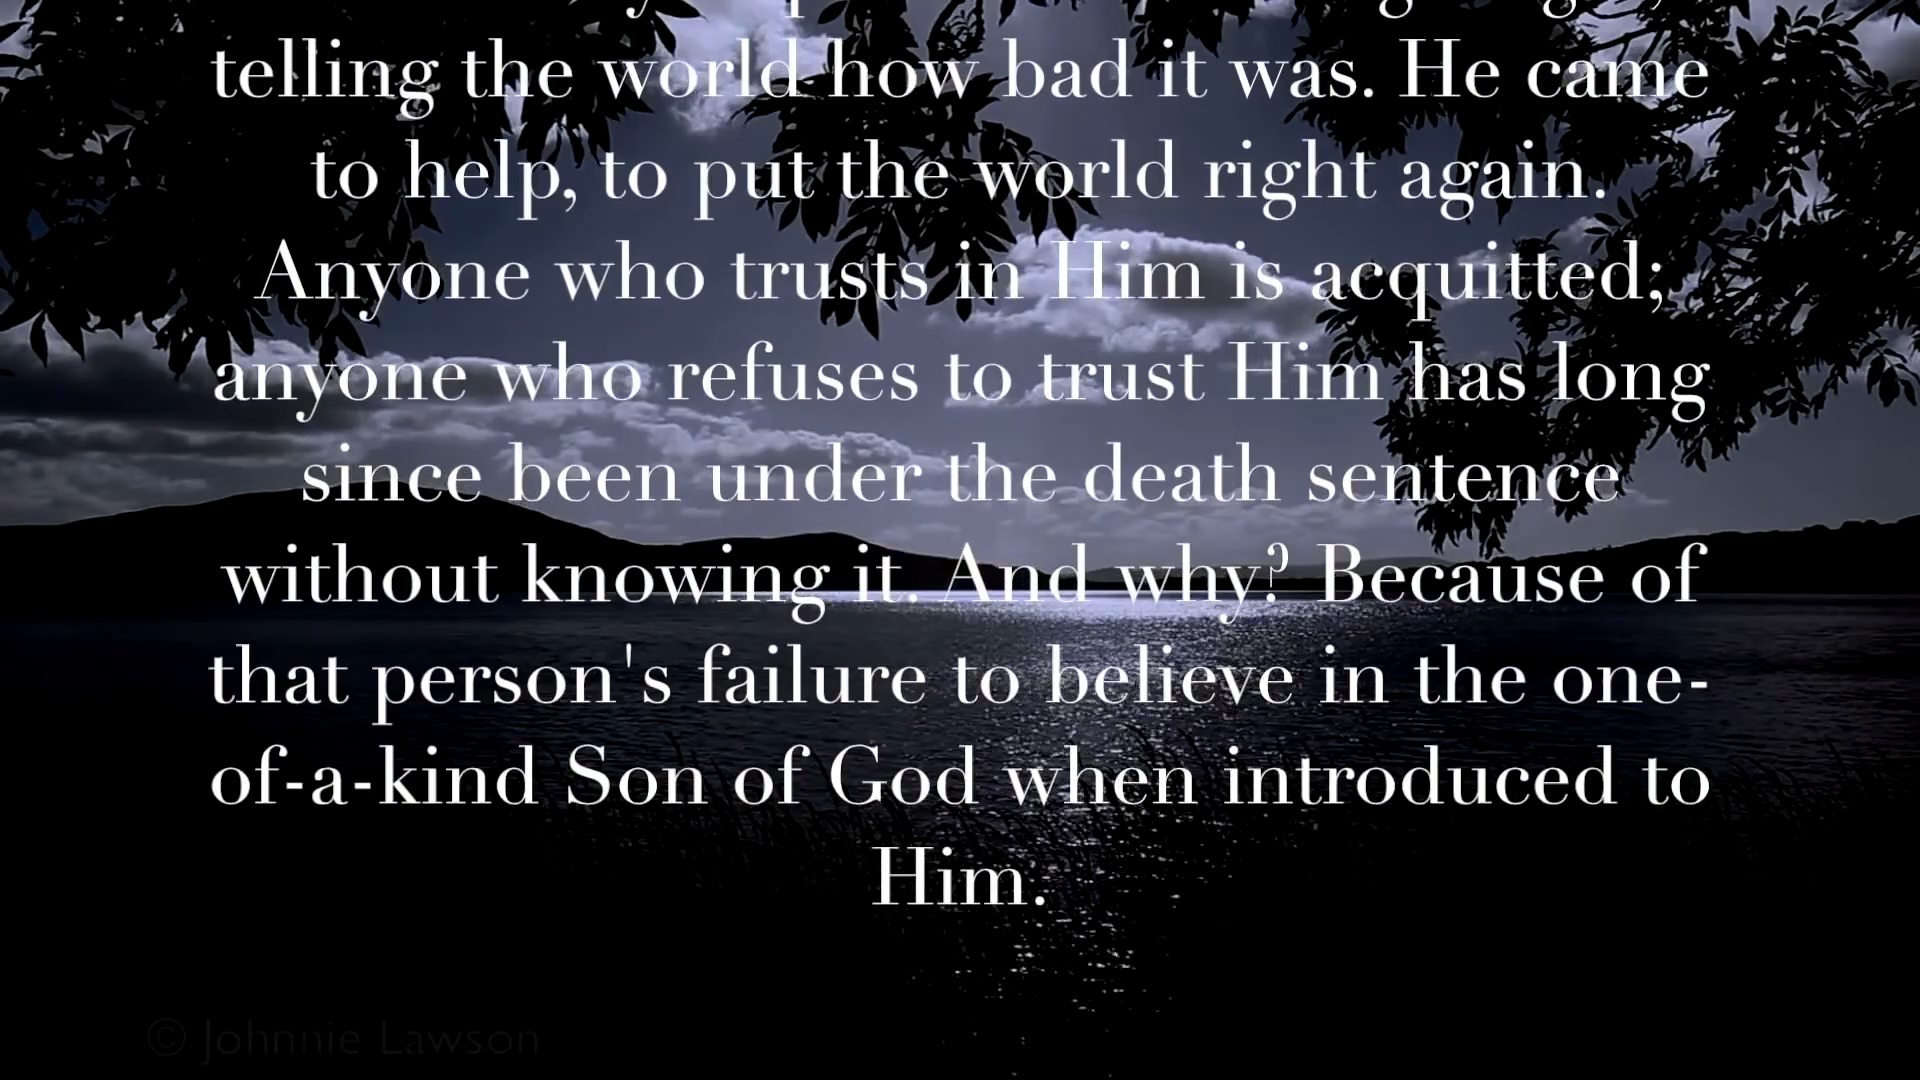 telling the world how bad it was. He came
to help, to put the world right again.
Anyone who trusts in Him is acquitted;
anyone who refuses to trust Him has long
since been under the death sentence
without knowing it. And why? Because of
that person's failure to believe in the one-
of-a-kind Son of God when introduced to
Him.
© Johnnie Lawson